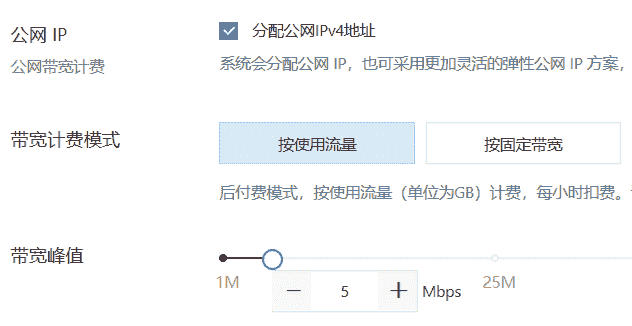 公网 IP
分配公网IPv4地址
公网带宽计费
系统会分配公网 IP，也可采用更加灵活的弹性公网 IP 方案，
带宽计费模式
按使用流量
按固定带宽
后付费模式，按使用流量（单位为GB）计费，每小时扣费。
带宽峰值
1M
25M
5
Mbps